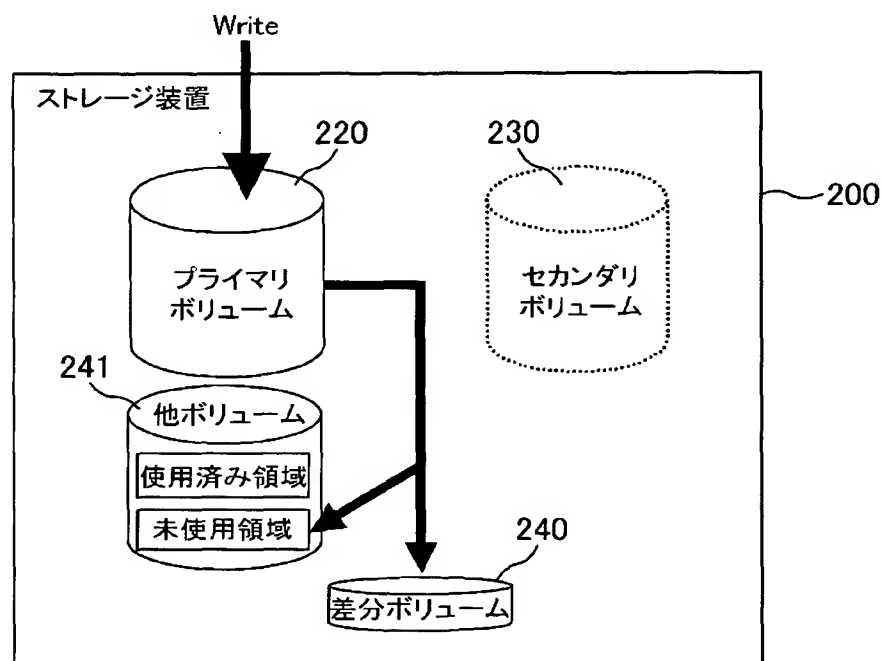 Write
ストレージ装置
220
230
200
プライマリ
ボリューム
セカンダリ
ボリューム
241
他ボリューム
使用済み領域
未使用領域
240
差分ボリューム